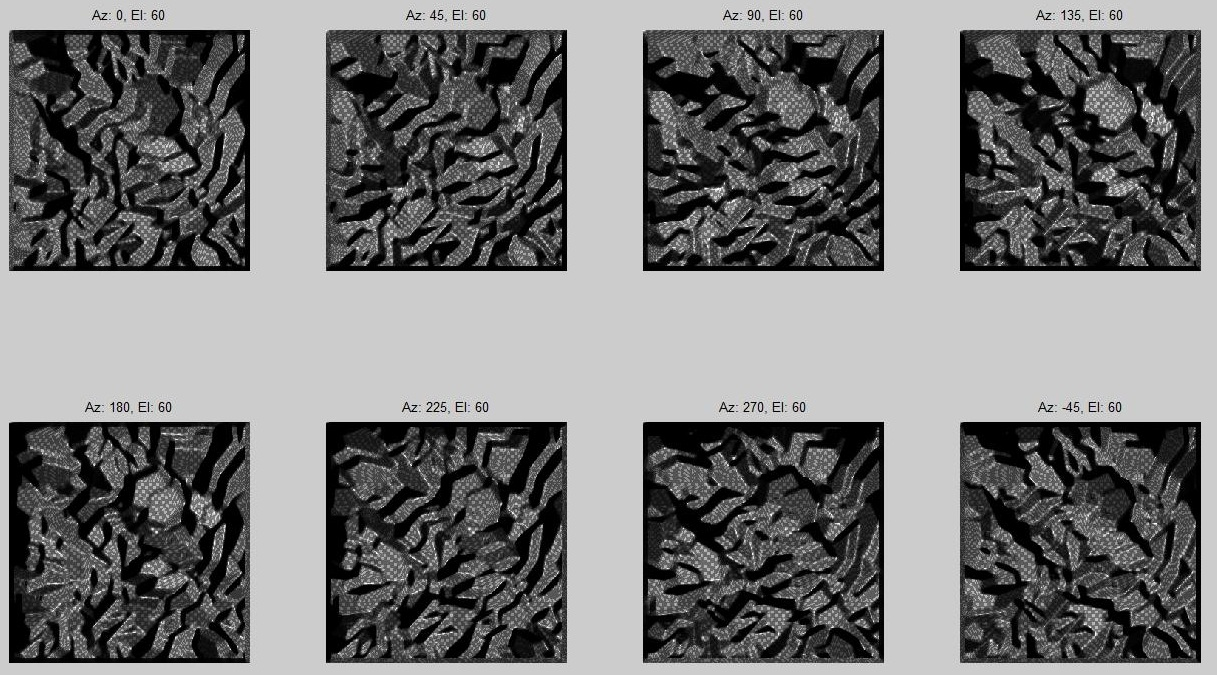 Az: 0, El: 60
Az: 45, El: 60
Az: 90, El: 60
Az: 135, El: 60
Az: 180, El: 60
Az: 225, El: 60
Az: 270, El: 60
Az: -45, El: 60